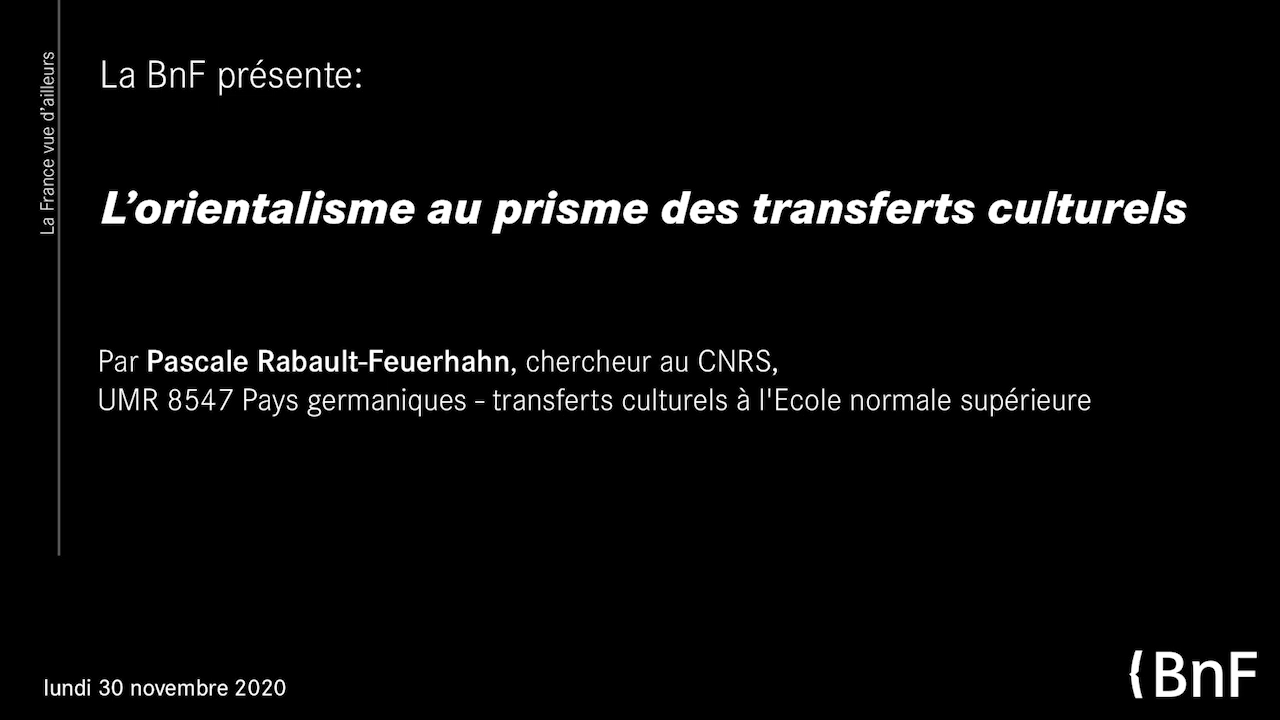 La France vue d'ailleurs
La BnF présente:
L’orientalisme au prisme des transferts culturels
Par Pascale Rabault-Feuerhahn, chercheur au CNRS,
UMR 8547 Pays germaniques - transferts culturels à l'Ecole normale supérieure
lundi 30 novembre 2020
{BnF